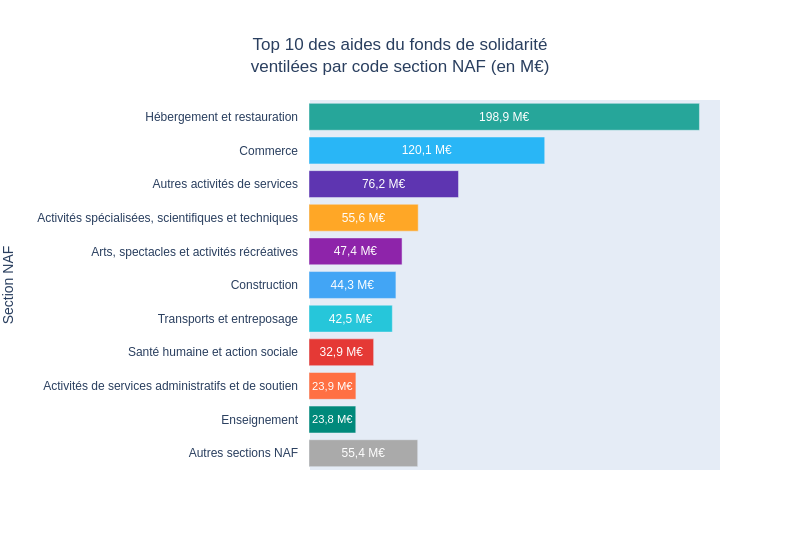 Top 10 des aides du fonds de solidarité
ventilées par code section NAF (en M€)
Section NAF
Hébergement et restauration 198,9 M€
Commerce 120,1 M€
Autres activités de services 76,2 M€
Activités spécialisées, scientifiques et techniques 55,6 M€
Arts, spectacles et activités récréatives 47,4 M€
Construction 44,3 M€
Transports et entreposage 42,5 M€
Santé humaine et action sociale 32,9 M€
Activités de services administratifs et de soutien 23,9 M€
Enseignement 23,8 M€
Autres sections NAF 55,4 M€